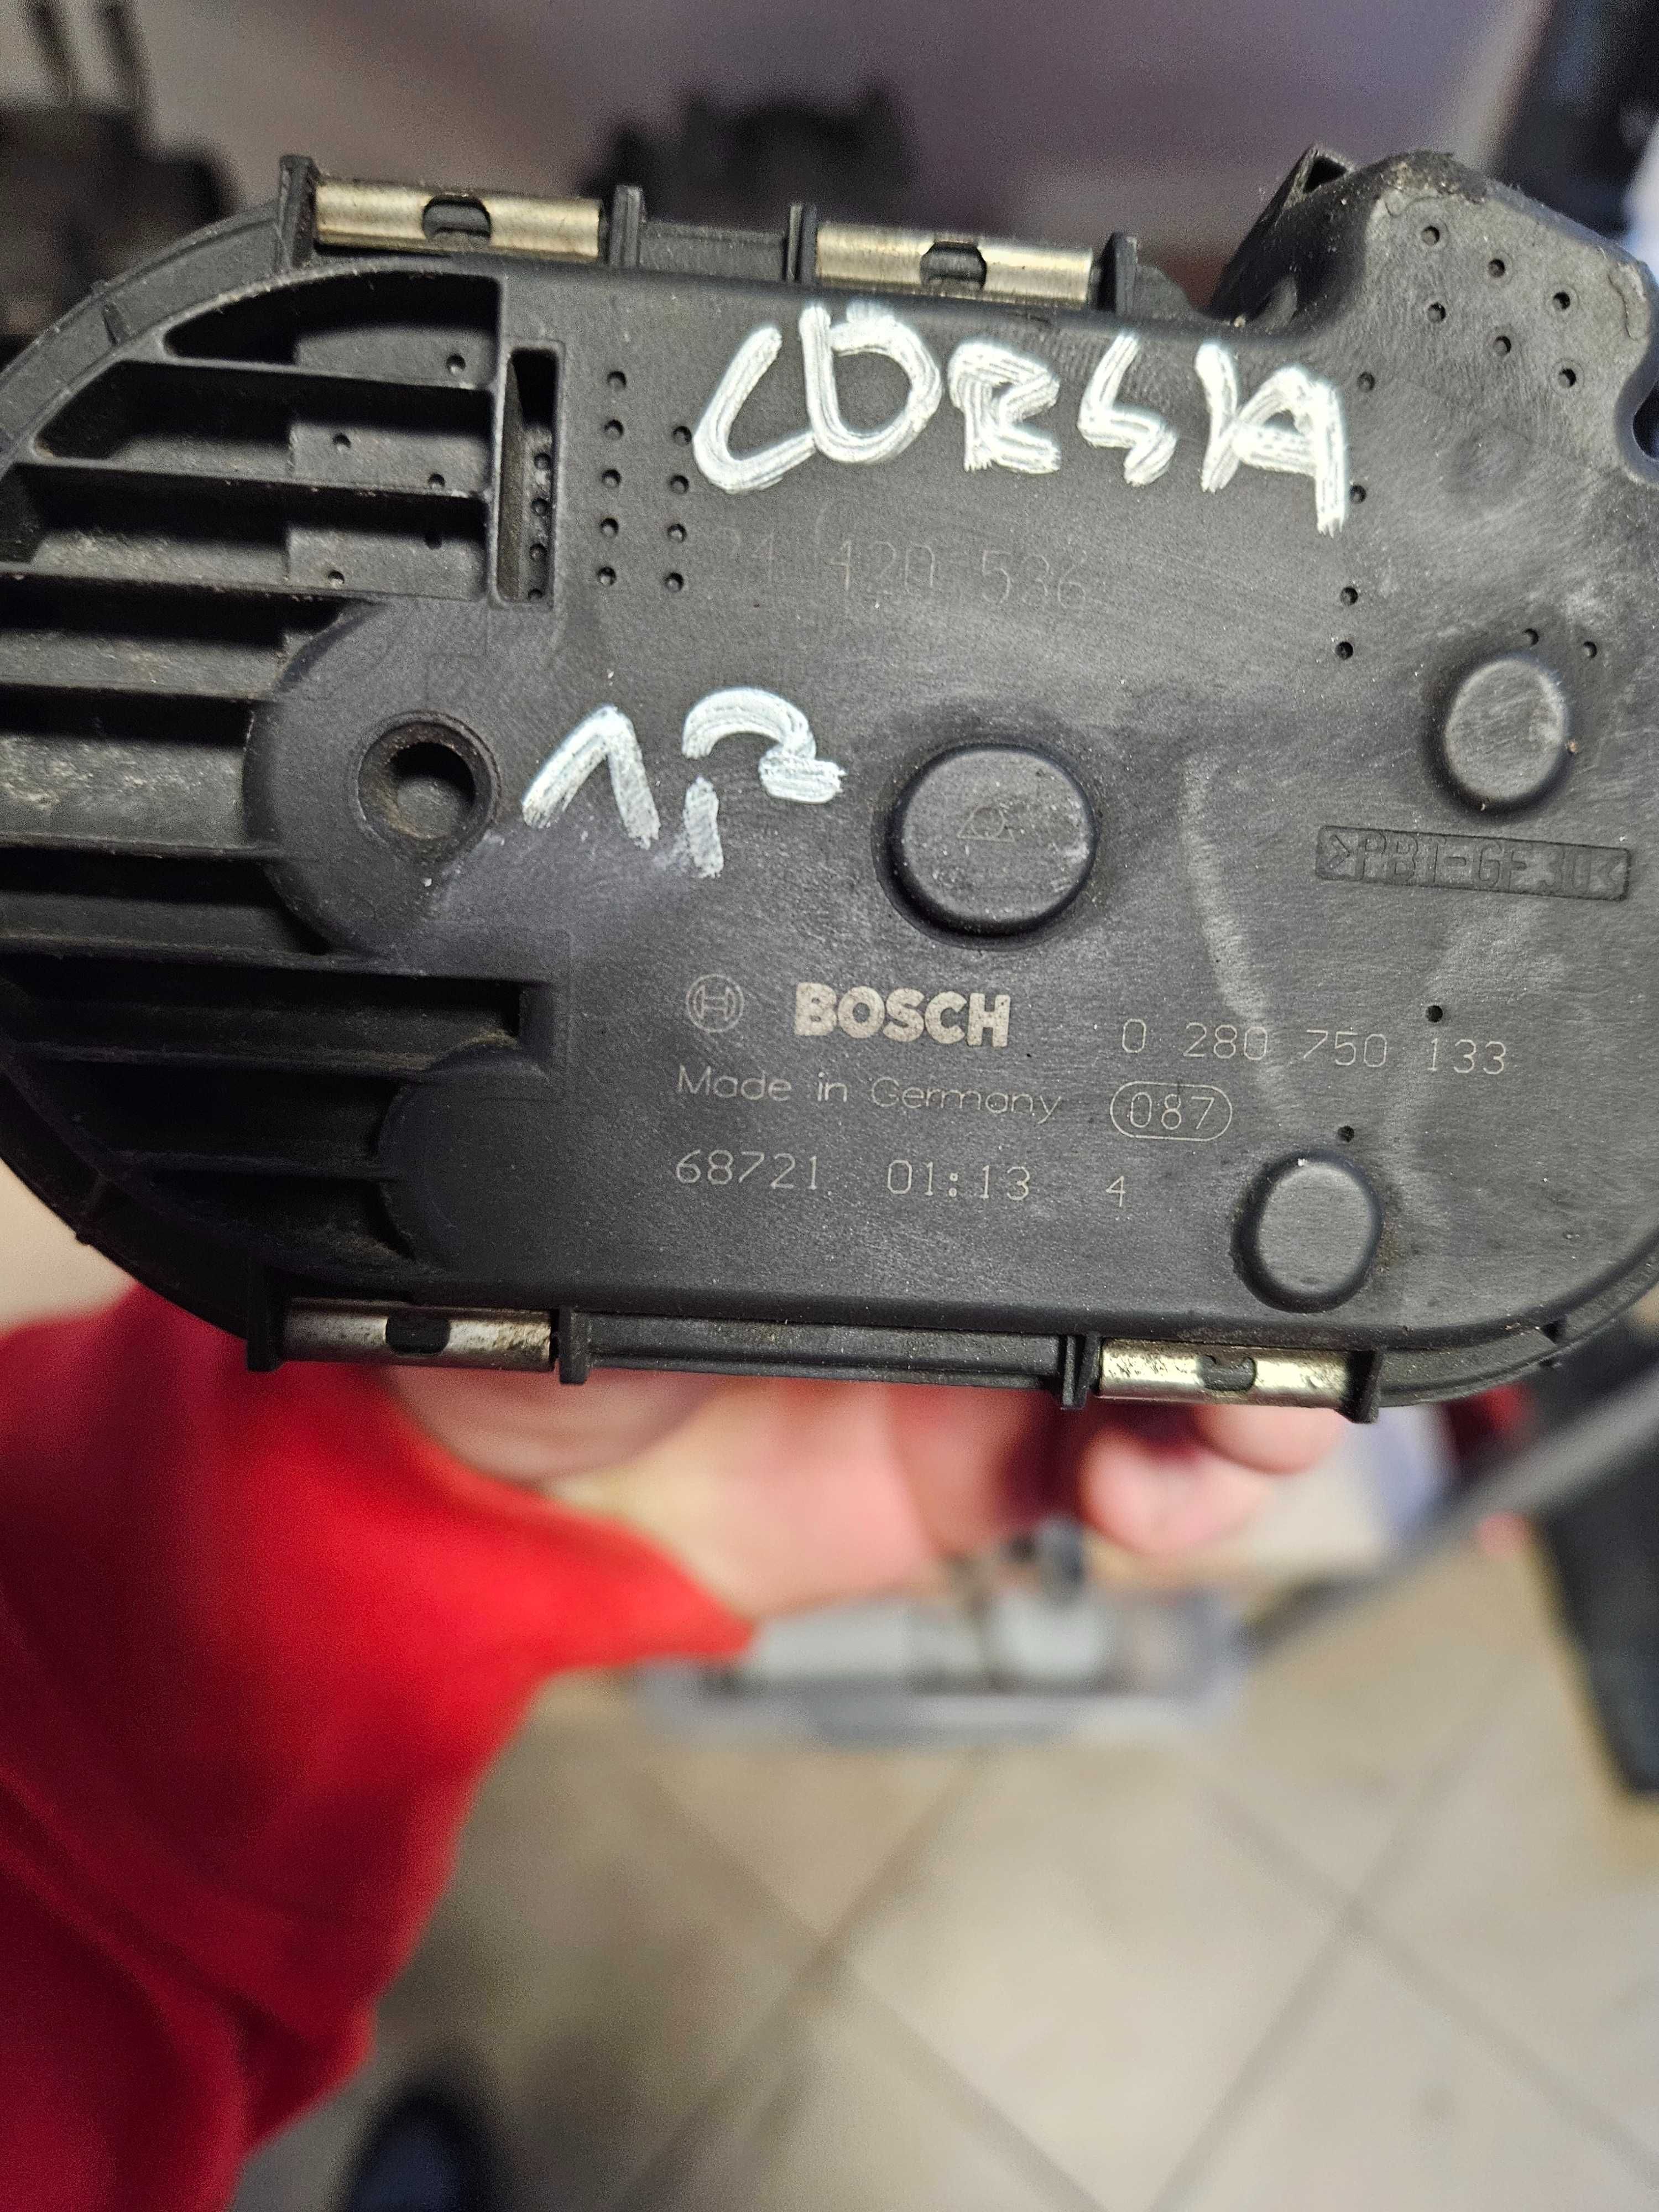 CORSA
24 420 536
1,2
>PBT-GF30<
BOSCH 0 280 750 133
Made in Germany 087
68721 01:13 4